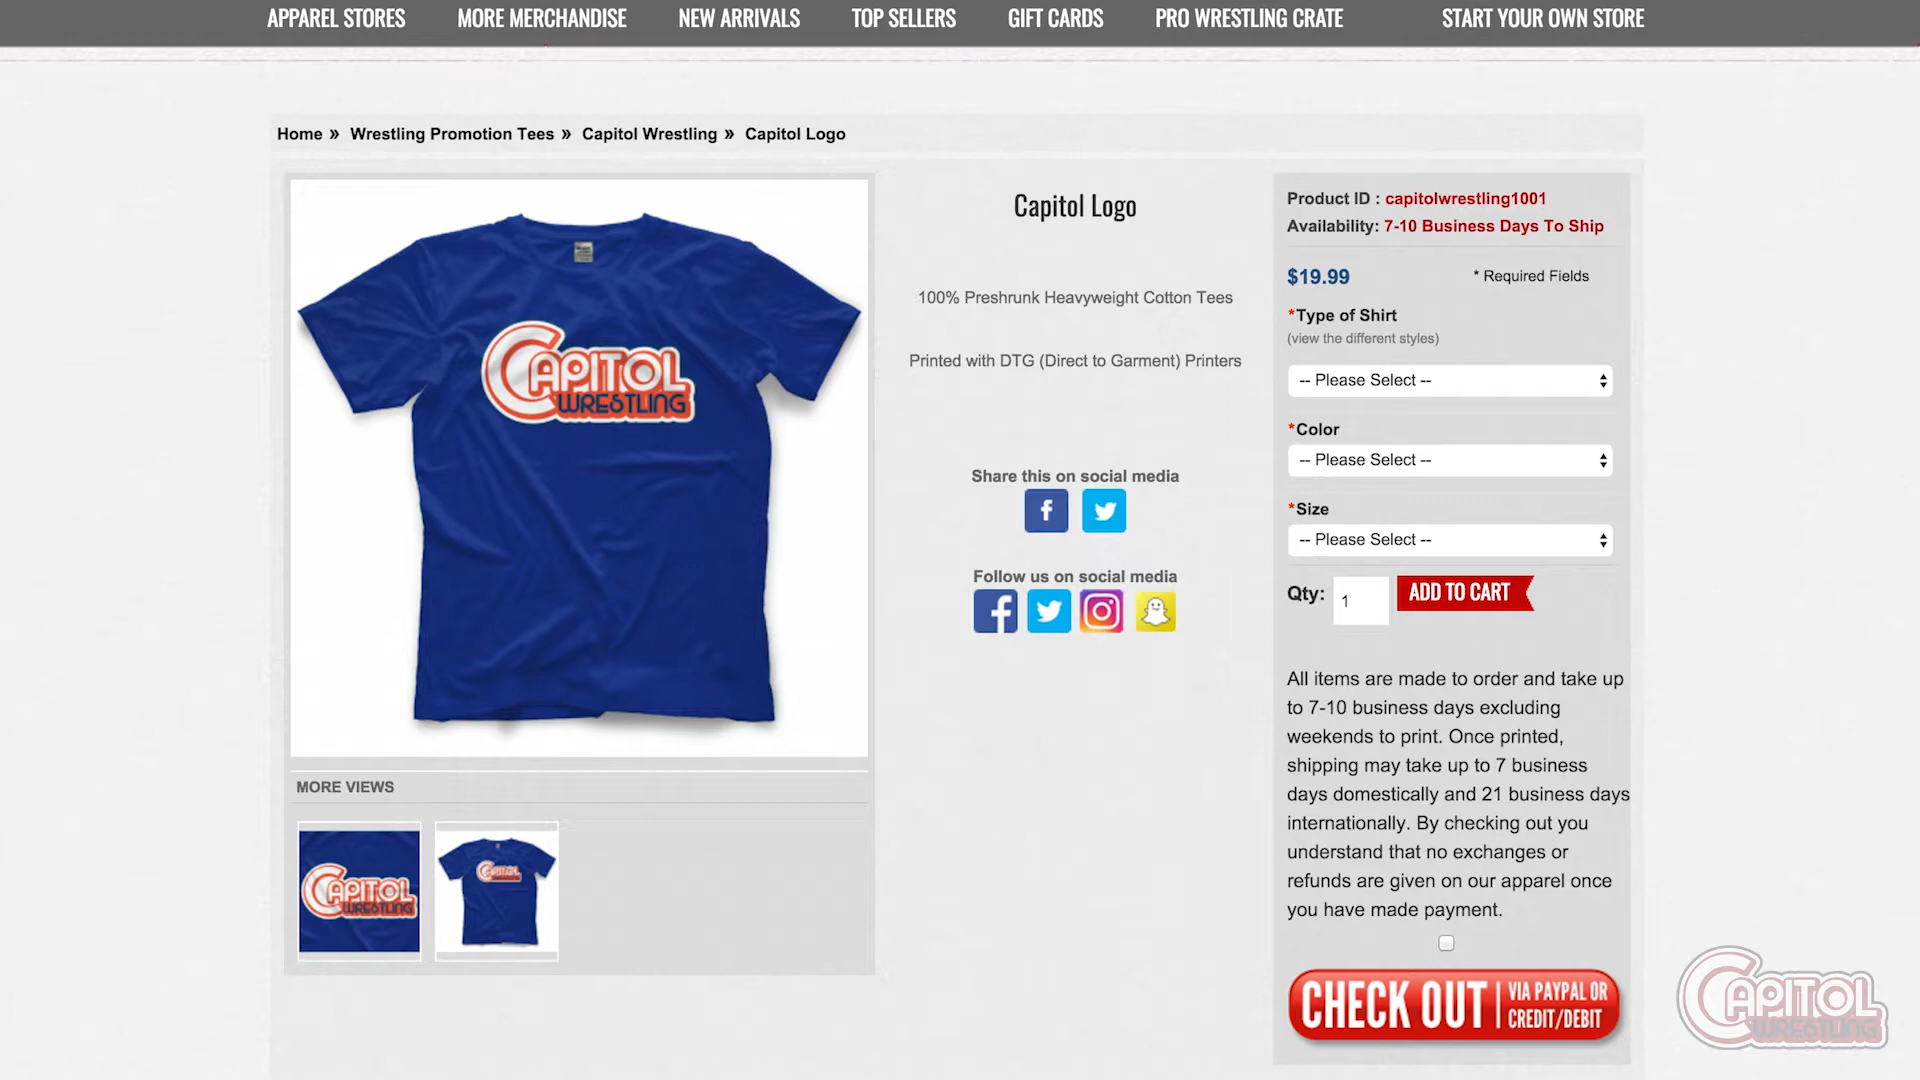 APPAREL STORES MORE MERCHANDISE NEW ARRIVALS TOP SELLERS GIFT CARDS PRO WRESTLING CRATE START YOUR OWN STORE
Home » Wrestling Promotion Tees » Capitol Wrestling » Capitol Logo
CAPITOL
WRESTLING
MORE VIEWS
CAPITOL
WRESTLING
CAPITOL
Capitol Logo
100% Preshrunk Heavyweight Cotton Tees
Printed with DTG (Direct to Garment) Printers
Share this on social media
Follow us on social media
Product ID : capitolwrestling1001
Availability: 7-10 Business Days To Ship
$19.99 * Required Fields
*Type of Shirt
(view the different styles)
-- Please Select --
*Color
-- Please Select --
*Size
-- Please Select --
Qty: 1 ADD TO CART
All items are made to order and take up
to 7-10 business days excluding
weekends to print. Once printed,
shipping may take up to 7 business
days domestically and 21 business days
internationally. By checking out you
understand that no exchanges or
refunds are given on our apparel once
you have made payment.
CHECK OUT | VIA PAYPAL OR
CREDIT/DEBIT
CAPITOL
WRESTLING